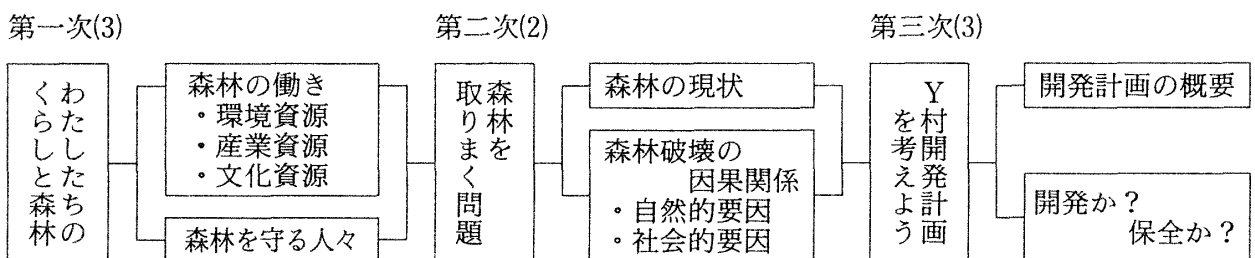 第一次(3)
わたしたちの
くらしと森林
森林の働き
・環境資源
・産業資源
・文化資源
森林を守る人々
第二次(2)
森林を
取りまく問題
森林の現状
森林破壊の
因果関係
・自然的要因
・社会的要因
第三次(3)
Y村開発計画
を考えよう
開発計画の概要
開発か？
保全か？